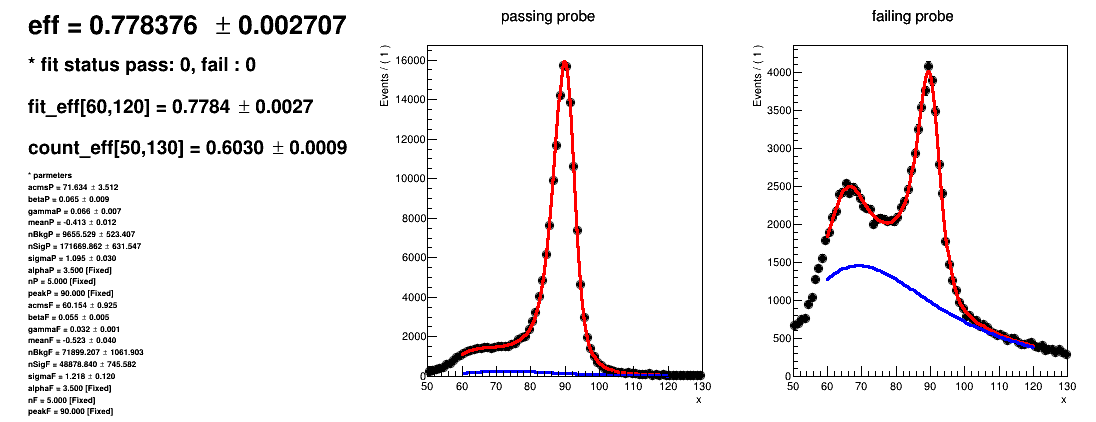 eff = 0.778376 ± 0.002707
* fit status pass: 0, fail : 0
fit_eff[60,120] = 0.7784 ± 0.0027
count_eff[50,130] = 0.6030 ± 0.0009
* parmeters
acmsP = 71.634 ± 3.512
betaP = 0.065 ± 0.009
gammaP = 0.066 ± 0.007
meanP = -0.413 ± 0.012
nBkgP = 9655.529 ± 523.407
nSigP = 171669.862 ± 631.547
sigmaP = 1.095 ± 0.030
alphaP = 3.500 [Fixed]
nP = 5.000 [Fixed]
peakP = 90.000 [Fixed]
acmsF = 60.154 ± 0.925
betaF = 0.055 ± 0.005
gammaF = 0.032 ± 0.001
meanF = -0.523 ± 0.040
nBkgF = 71899.207 ± 1061.903
nSigF = 48878.840 ± 745.582
sigmaF = 1.218 ± 0.120
alphaF = 3.500 [Fixed]
nF = 5.000 [Fixed]
peakF = 90.000 [Fixed]
passing probe
Events / ( 1 )
16000
14000
12000
10000
8000
6000
4000
2000
0
50 60 70 80 90 100 110 120 130
x
failing probe
Events / ( 1 )
4000
3500
3000
2500
2000
1500
1000
500
0
50 60 70 80 90 100 110 120 130
x